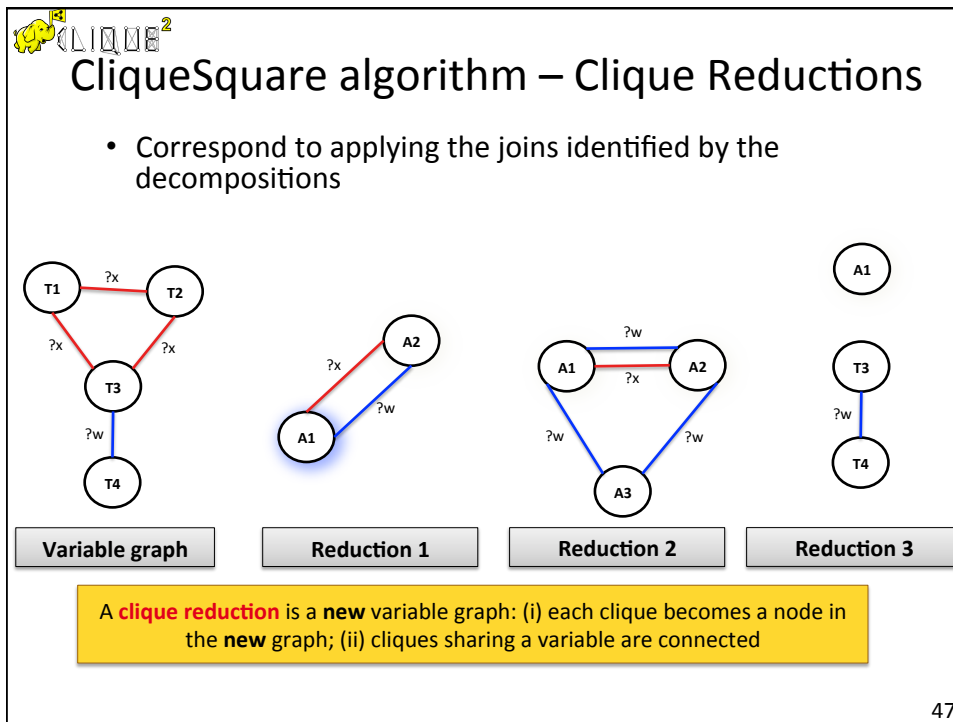 CLIQUE²
CliqueSquare algorithm – Clique Reductions
• Correspond to applying the joins identified by the
decompositions
T1
?x
T2
?x
?x
T3
?w
T4
A2
?x
?w
A1
?w
A1
?x
A2
?w
?w
A3
A1
T3
?w
T4
Variable graph
Reduction 1
Reduction 2
Reduction 3
A clique reduction is a new variable graph: (i) each clique becomes a node in
the new graph; (ii) cliques sharing a variable are connected
47